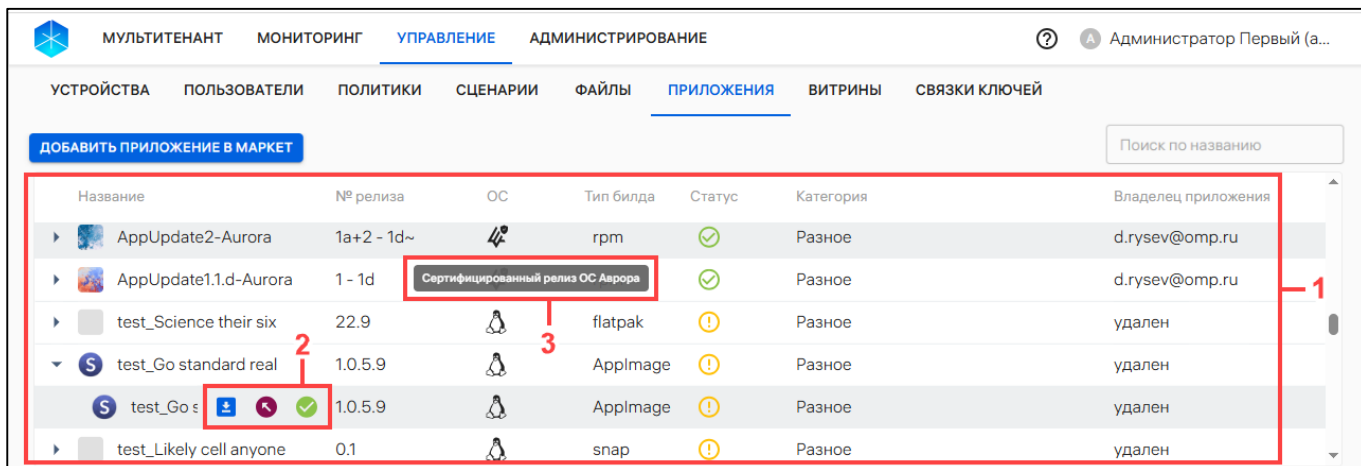 МУЛЬТИТЕНАНТ МОНИТОРИНГ УПРАВЛЕНИЕ АДМИНИСТРИРОВАНИЕ ? A Администратор Первый (а...
УСТРОЙСТВА ПОЛЬЗОВАТЕЛИ ПОЛИТИКИ СЦЕНАРИИ ФАЙЛЫ ПРИЛОЖЕНИЯ ВИТРИНЫ СВЯЗКИ КЛЮЧЕЙ
ДОБАВИТЬ ПРИЛОЖЕНИЕ В МАРКЕТ Поиск по названию
Название № релиза ОС Тип билда Статус Категория Владелец приложения
AppUpdate2-Aurora 1a+2 - 1d~ rpm Разное d.rysev@omp.ru
AppUpdate1.1.d-Aurora 1 - 1d Сертифицированный релиз ОС Аврора Разное d.rysev@omp.ru 1
test_Science their six 22.9 flatpak Разное удален
2 3
S test_Go standard real 1.0.5.9 AppImage Разное удален
S test_Go s 1.0.5.9 AppImage Разное удален
test_Likely cell anyone 0.1 snap Разное удален